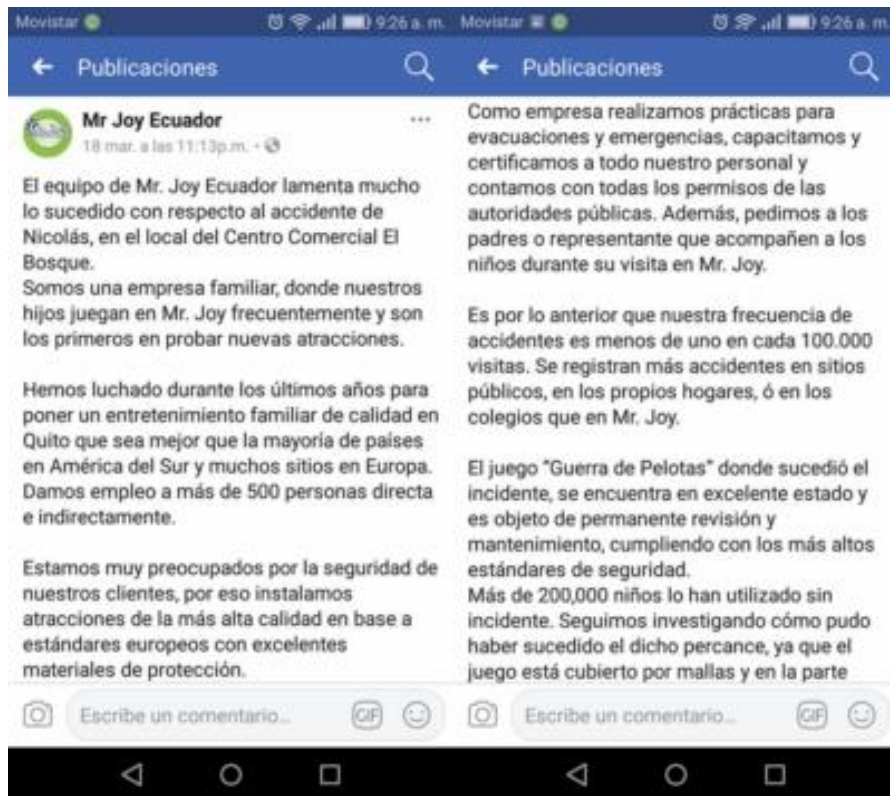 Movistar 9:26 a. m.
Publicaciones
Mr Joy Ecuador
18 mar. a las 11:13p.m.
El equipo de Mr. Joy Ecuador lamenta mucho
lo sucedido con respecto al accidente de
Nicolás, en el local del Centro Comercial El
Bosque.
Somos una empresa familiar, donde nuestros
hijos juegan en Mr. Joy frecuentemente y son
los primeros en probar nuevas atracciones.
Hemos luchado durante los últimos años para
poner un entretenimiento familiar de calidad en
Quito que sea mejor que la mayoría de países
en América del Sur y muchos sitios en Europa.
Damos empleo a más de 500 personas directa
e indirectamente.
Estamos muy preocupados por la seguridad de
nuestros clientes, por eso instalamos
atracciones de la más alta calidad en base a
estándares europeos con excelentes
materiales de protección.
Escribe un comentario...
GIF
Movistar 9:26 a. m.
Publicaciones
Como empresa realizamos prácticas para
evacuaciones y emergencias, capacitamos y
certificamos a todo nuestro personal y
contamos con todas los permisos de las
autoridades públicas. Además, pedimos a los
padres o representante que acompañen a los
niños durante su visita en Mr. Joy.
Es por lo anterior que nuestra frecuencia de
accidentes es menos de uno en cada 100.000
visitas. Se registran más accidentes en sitios
públicos, en los propios hogares, ó en los
colegios que en Mr. Joy.
El juego "Guerra de Pelotas" donde sucedió el
incidente, se encuentra en excelente estado y
es objeto de permanente revisión y
mantenimiento, cumpliendo con los más altos
estándares de seguridad.
Más de 200,000 niños lo han utilizado sin
incidente. Seguimos investigando cómo pudo
haber sucedido el dicho percance, ya que el
juego está cubierto por mallas y en la parte
Escribe un comentario...
GIF